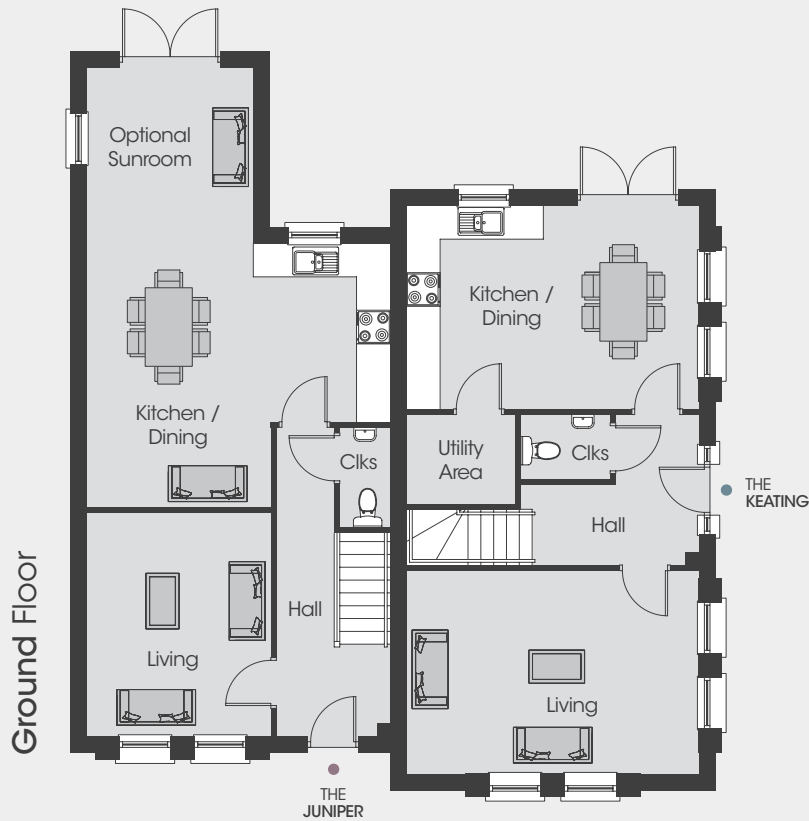 Optional
Sunroom
Kitchen /
Dining
Clks
Hall
Living
THE
JUNIPER
Kitchen /
Dining
Utility
Area
Clks
Hall
THE
KEATING
Living
Ground Floor